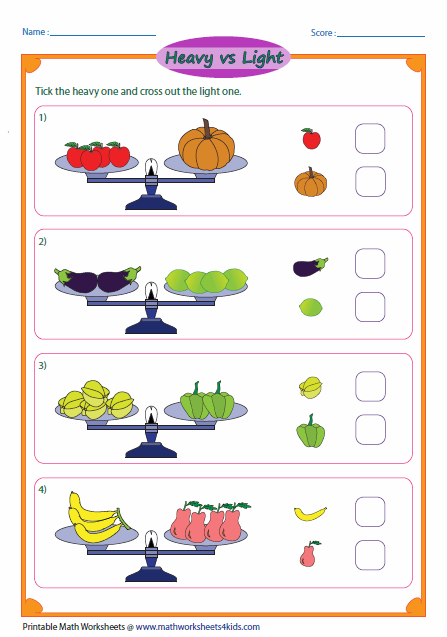 Name :
Score :
Heavy vs Light
Tick the heavy one and cross out the light one.
1)
2)
3)
4)
Printable Math Worksheets @ www.mathworksheets4kids.com